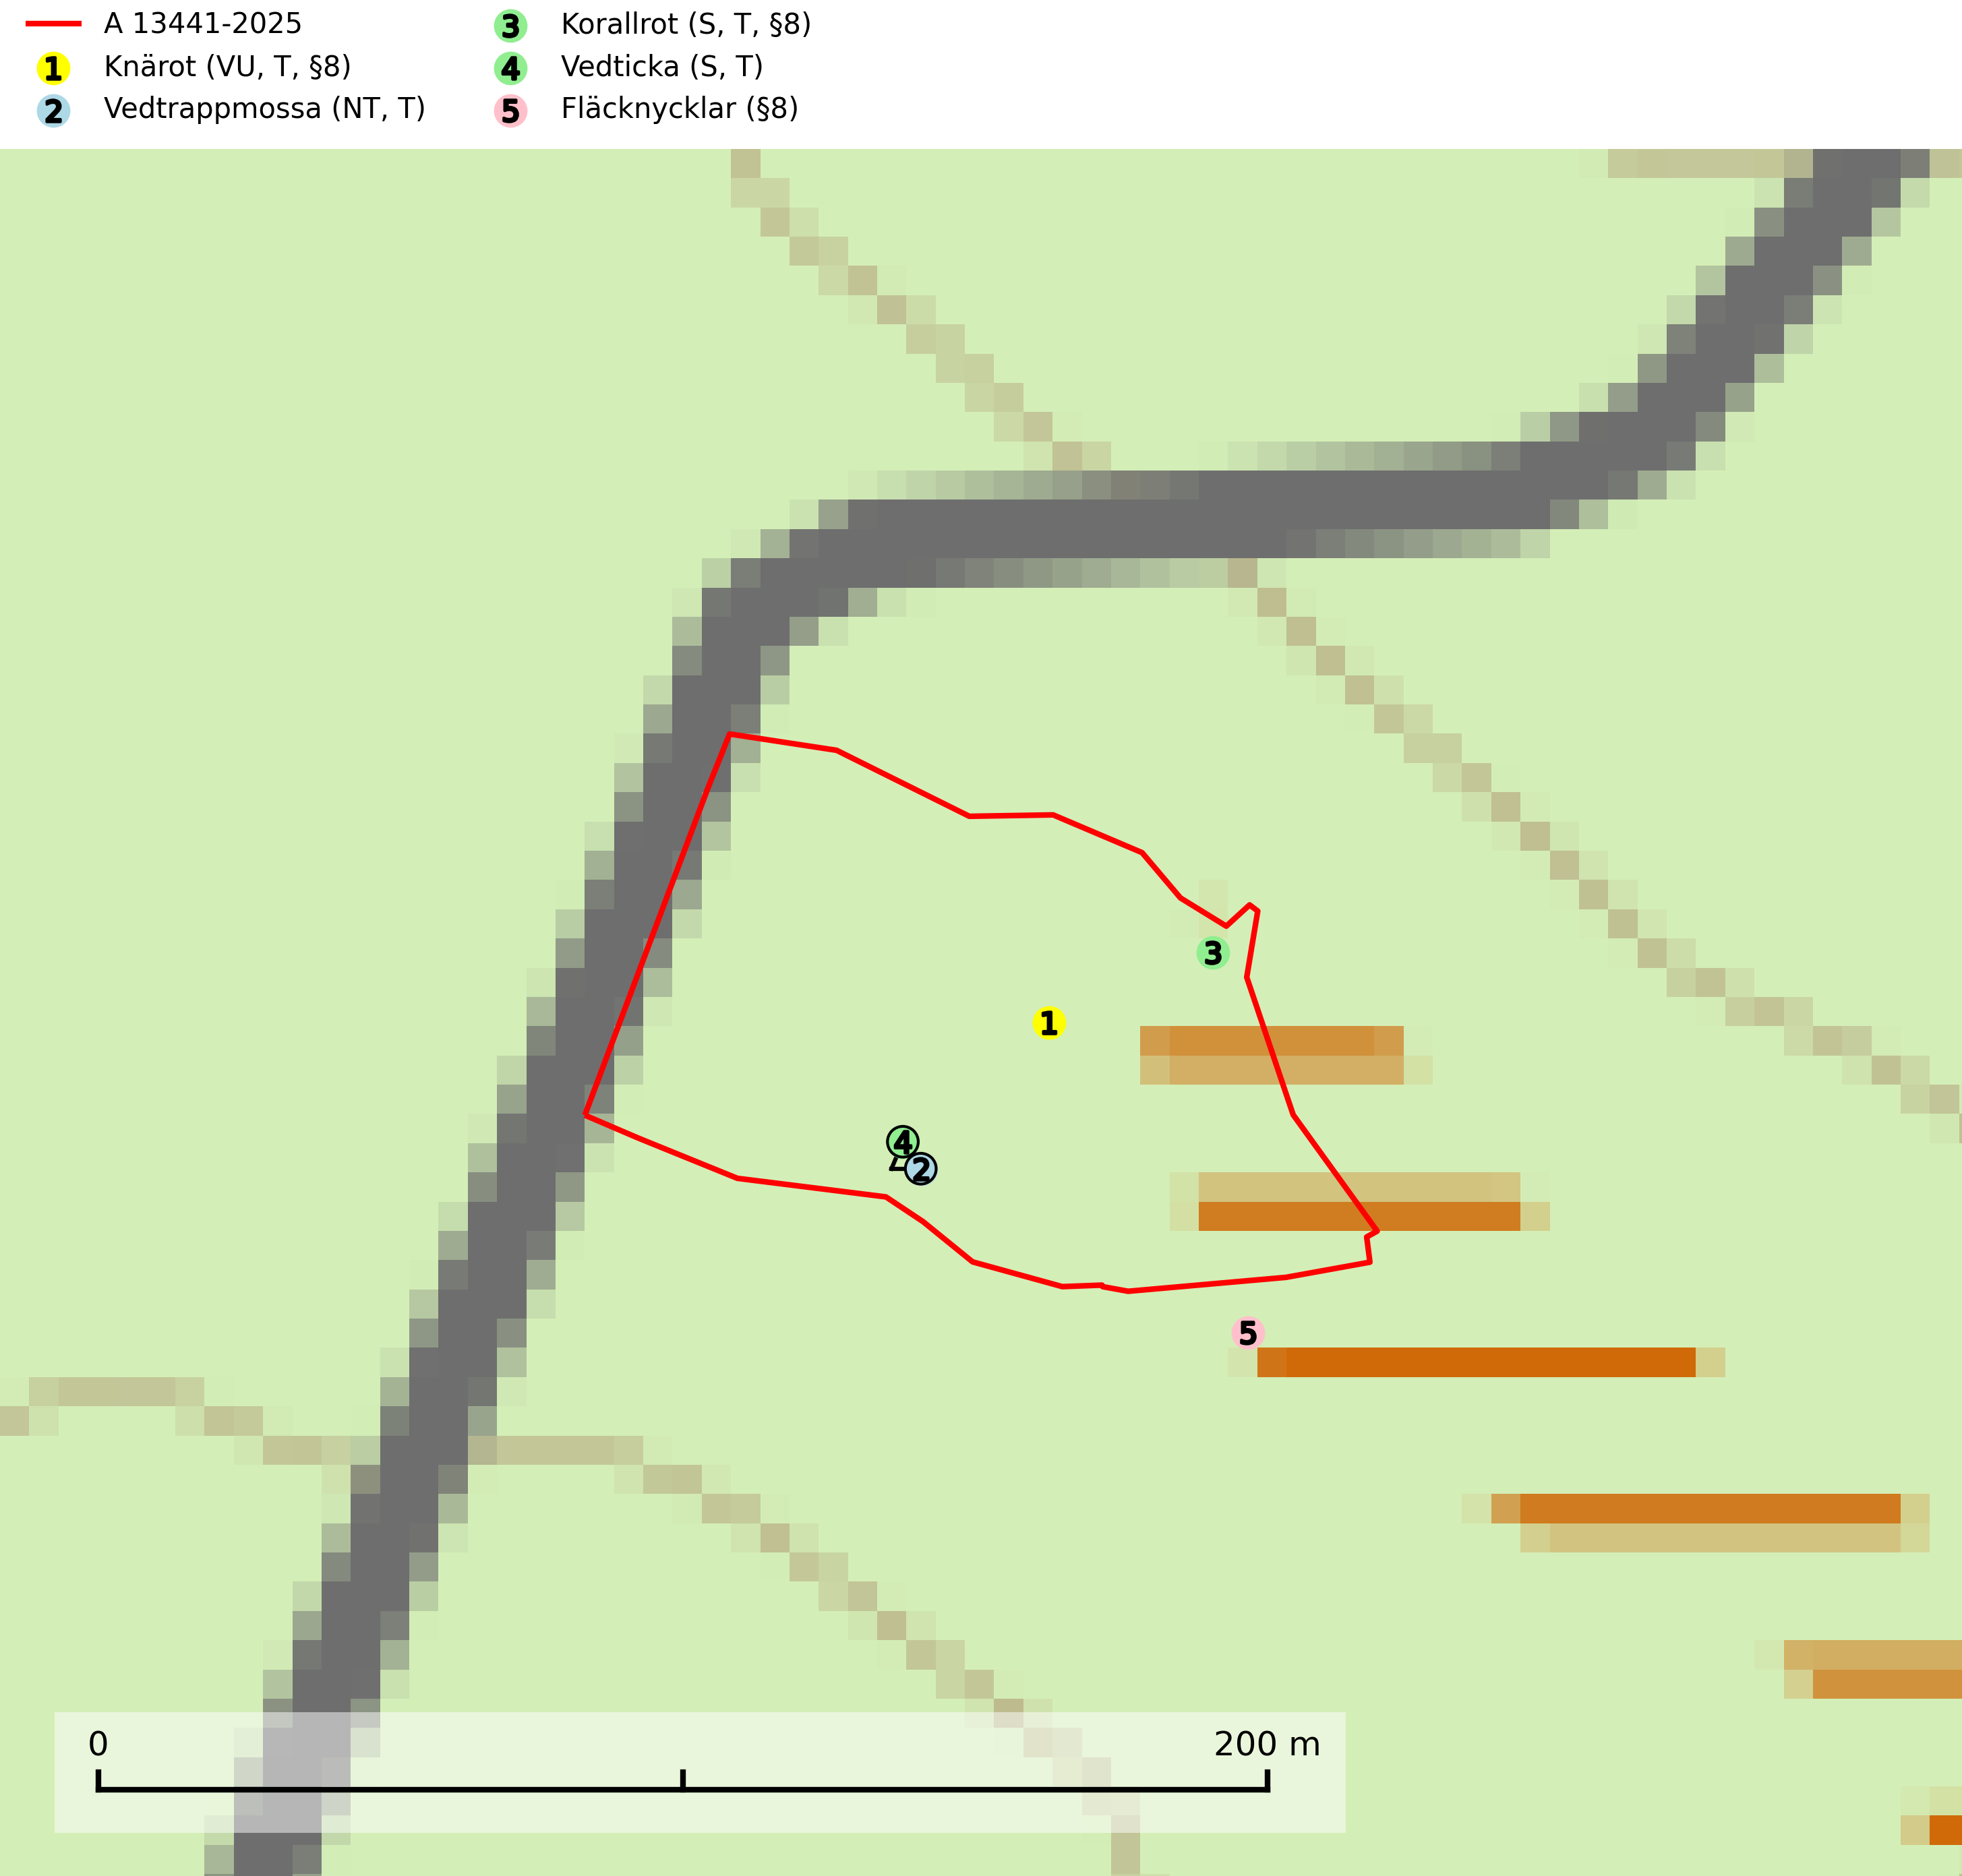 A 13441-2025
1 Knärot (VU, T, §8)
2 Vedtrappmossa (NT, T)
3 Korallrot (S, T, §8)
4 Vedticka (S, T)
5 Fläcknycklar (§8)
3
1
4
2
5
0 200 m